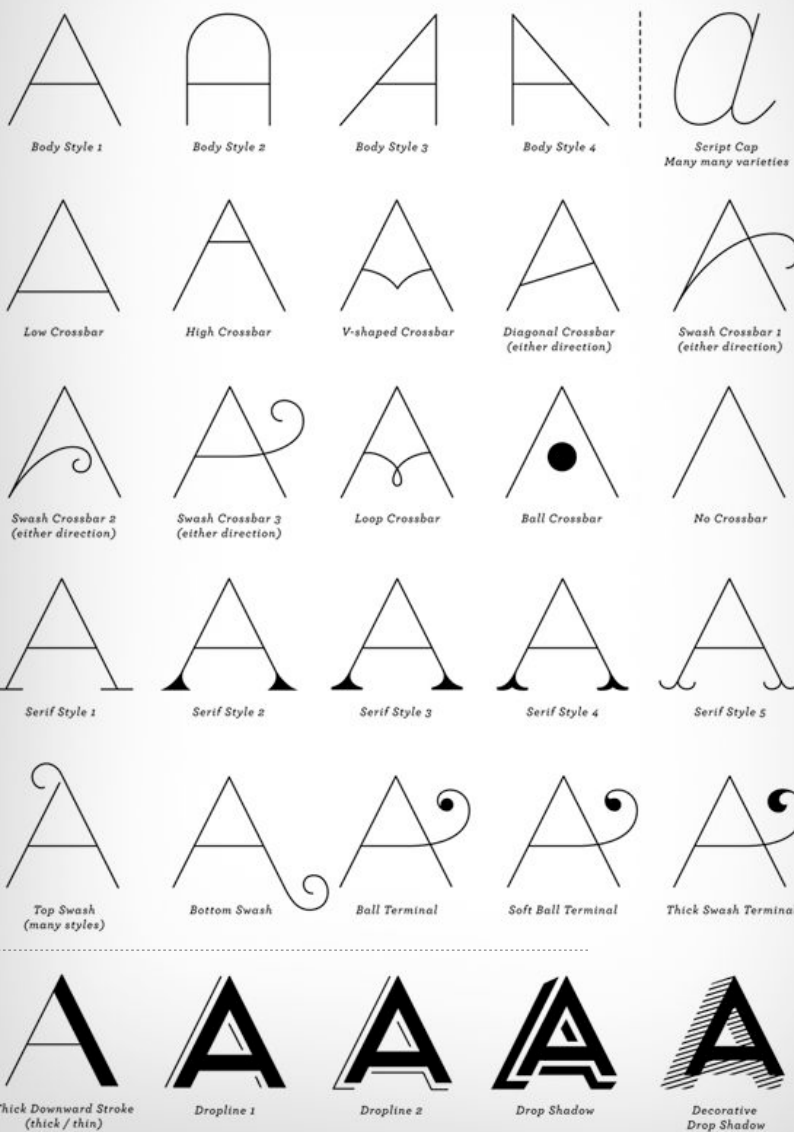 A A A A a
Body Style 1
Body Style 2
Body Style 3
Body Style 4
Script Cap
Many many varieties
A A A A A
Low Crossbar
High Crossbar
V-shaped Crossbar
Diagonal Crossbar
(either direction)
Swash Crossbar 1
(either direction)
A A A A A
Swash Crossbar 2
(either direction)
Swash Crossbar 3
(either direction)
Loop Crossbar
Ball Crossbar
No Crossbar
A A A A A
Serif Style 1
Serif Style 2
Serif Style 3
Serif Style 4
Serif Style 5
A A A A A
Top Swash
(many styles)
Bottom Swash
Ball Terminal
Soft Ball Terminal
Thick Swash Terminal
A A A A A
Thick Downward Stroke
(thick / thin)
Dropline 1
Dropline 2
Drop Shadow
Decorative
Drop Shadow